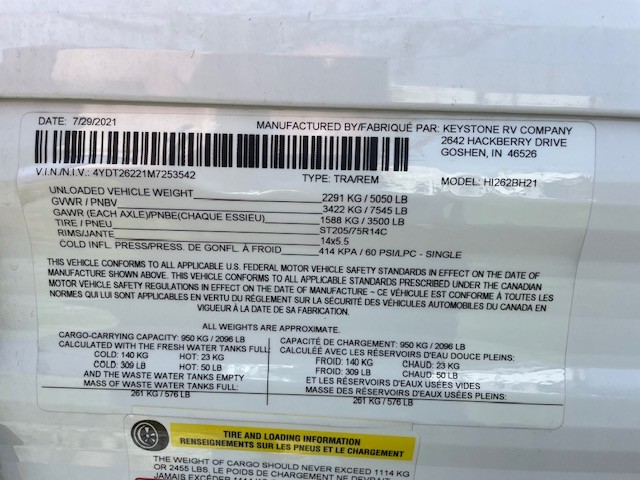 DATE: 7/29/2021 MANUFACTURED BY/FABRIQUÉ PAR: KEYSTONE RV COMPANY
2642 HACKBERRY DRIVE
GOSHEN, IN 46526
V.I.N./N.I.V.: 4YDT26221M7253542 TYPE: TRA/REM MODEL: HI262BH21
UNLOADED VEHICLE WEIGHT 2291 KG / 5050 LB
GVWR / PNBV 3422 KG / 7545 LB
GAWR (EACH AXLE)/PNBE(CHAQUE ESSIEU) 1588 KG / 3500 LB
TIRE / PNEU ST205/75R14C
RIMS/JANTE 14x5.5
COLD INFL. PRESS/PRESS. DE GONFL. À FROID 414 KPA / 60 PSI/LPC - SINGLE
THIS VEHICLE CONFORMS TO ALL APPLICABLE U.S. FEDERAL MOTOR VEHICLE SAFETY STANDARDS IN EFFECT ON THE DATE OF
MANUFACTURE SHOWN ABOVE. THIS VEHICLE CONFORMS TO ALL APPLICABLE STANDARDS PRESCRIBED UNDER THE CANADIAN
MOTOR VEHICLE SAFETY REGULATIONS IN EFFECT ON THE DATE OF MANUFACTURE ~ CE VÉHICULE EST CONFORME À TOUTES LES
NORMES QUI LUI SONT APPLICABLES EN VERTU DU RÈGLEMENT SUR LA SÉCURITÉ DES VÉHICULES AUTOMOBILES DU CANADA EN
VIGUEUR À LA DATE DE SA FABRICATION.
ALL WEIGHTS ARE APPROXIMATE.
CARGO-CARRYING CAPACITY: 950 KG / 2096 LB
CALCULATED WITH THE FRESH WATER TANKS FULL:
COLD: 140 KG HOT: 23 KG
COLD: 309 LB HOT: 50 LB
AND THE WASTE WATER TANKS EMPTY
MASS OF WASTE WATER TANKS FULL:
261 KG / 576 LB
CAPACITÉ DE CHARGEMENT: 950 KG / 2096 LB
CALCULÉE AVEC LES RÉSERVOIRS D'EAU DOUCE PLEINS:
FROID: 140 KG CHAUD: 23 KG
FROID: 309 LB CHAUD: 50 LB
ET LES RÉSERVOIRS D'EAUX USÉES VIDES
MASSE DES RÉSERVOIRS D'EAUX USÉES PLEINS:
261 KG / 576 LB
TIRE AND LOADING INFORMATION
RENSEIGNEMENTS SUR LES PNEUS ET LE CHARGEMENT
THE WEIGHT OF CARGO SHOULD NEVER EXCEED 1114 KG
OR 2455 LBS. LE POIDS DE CHARGEMENT NE DOIT
JAMAIS EXCÉDER 1114